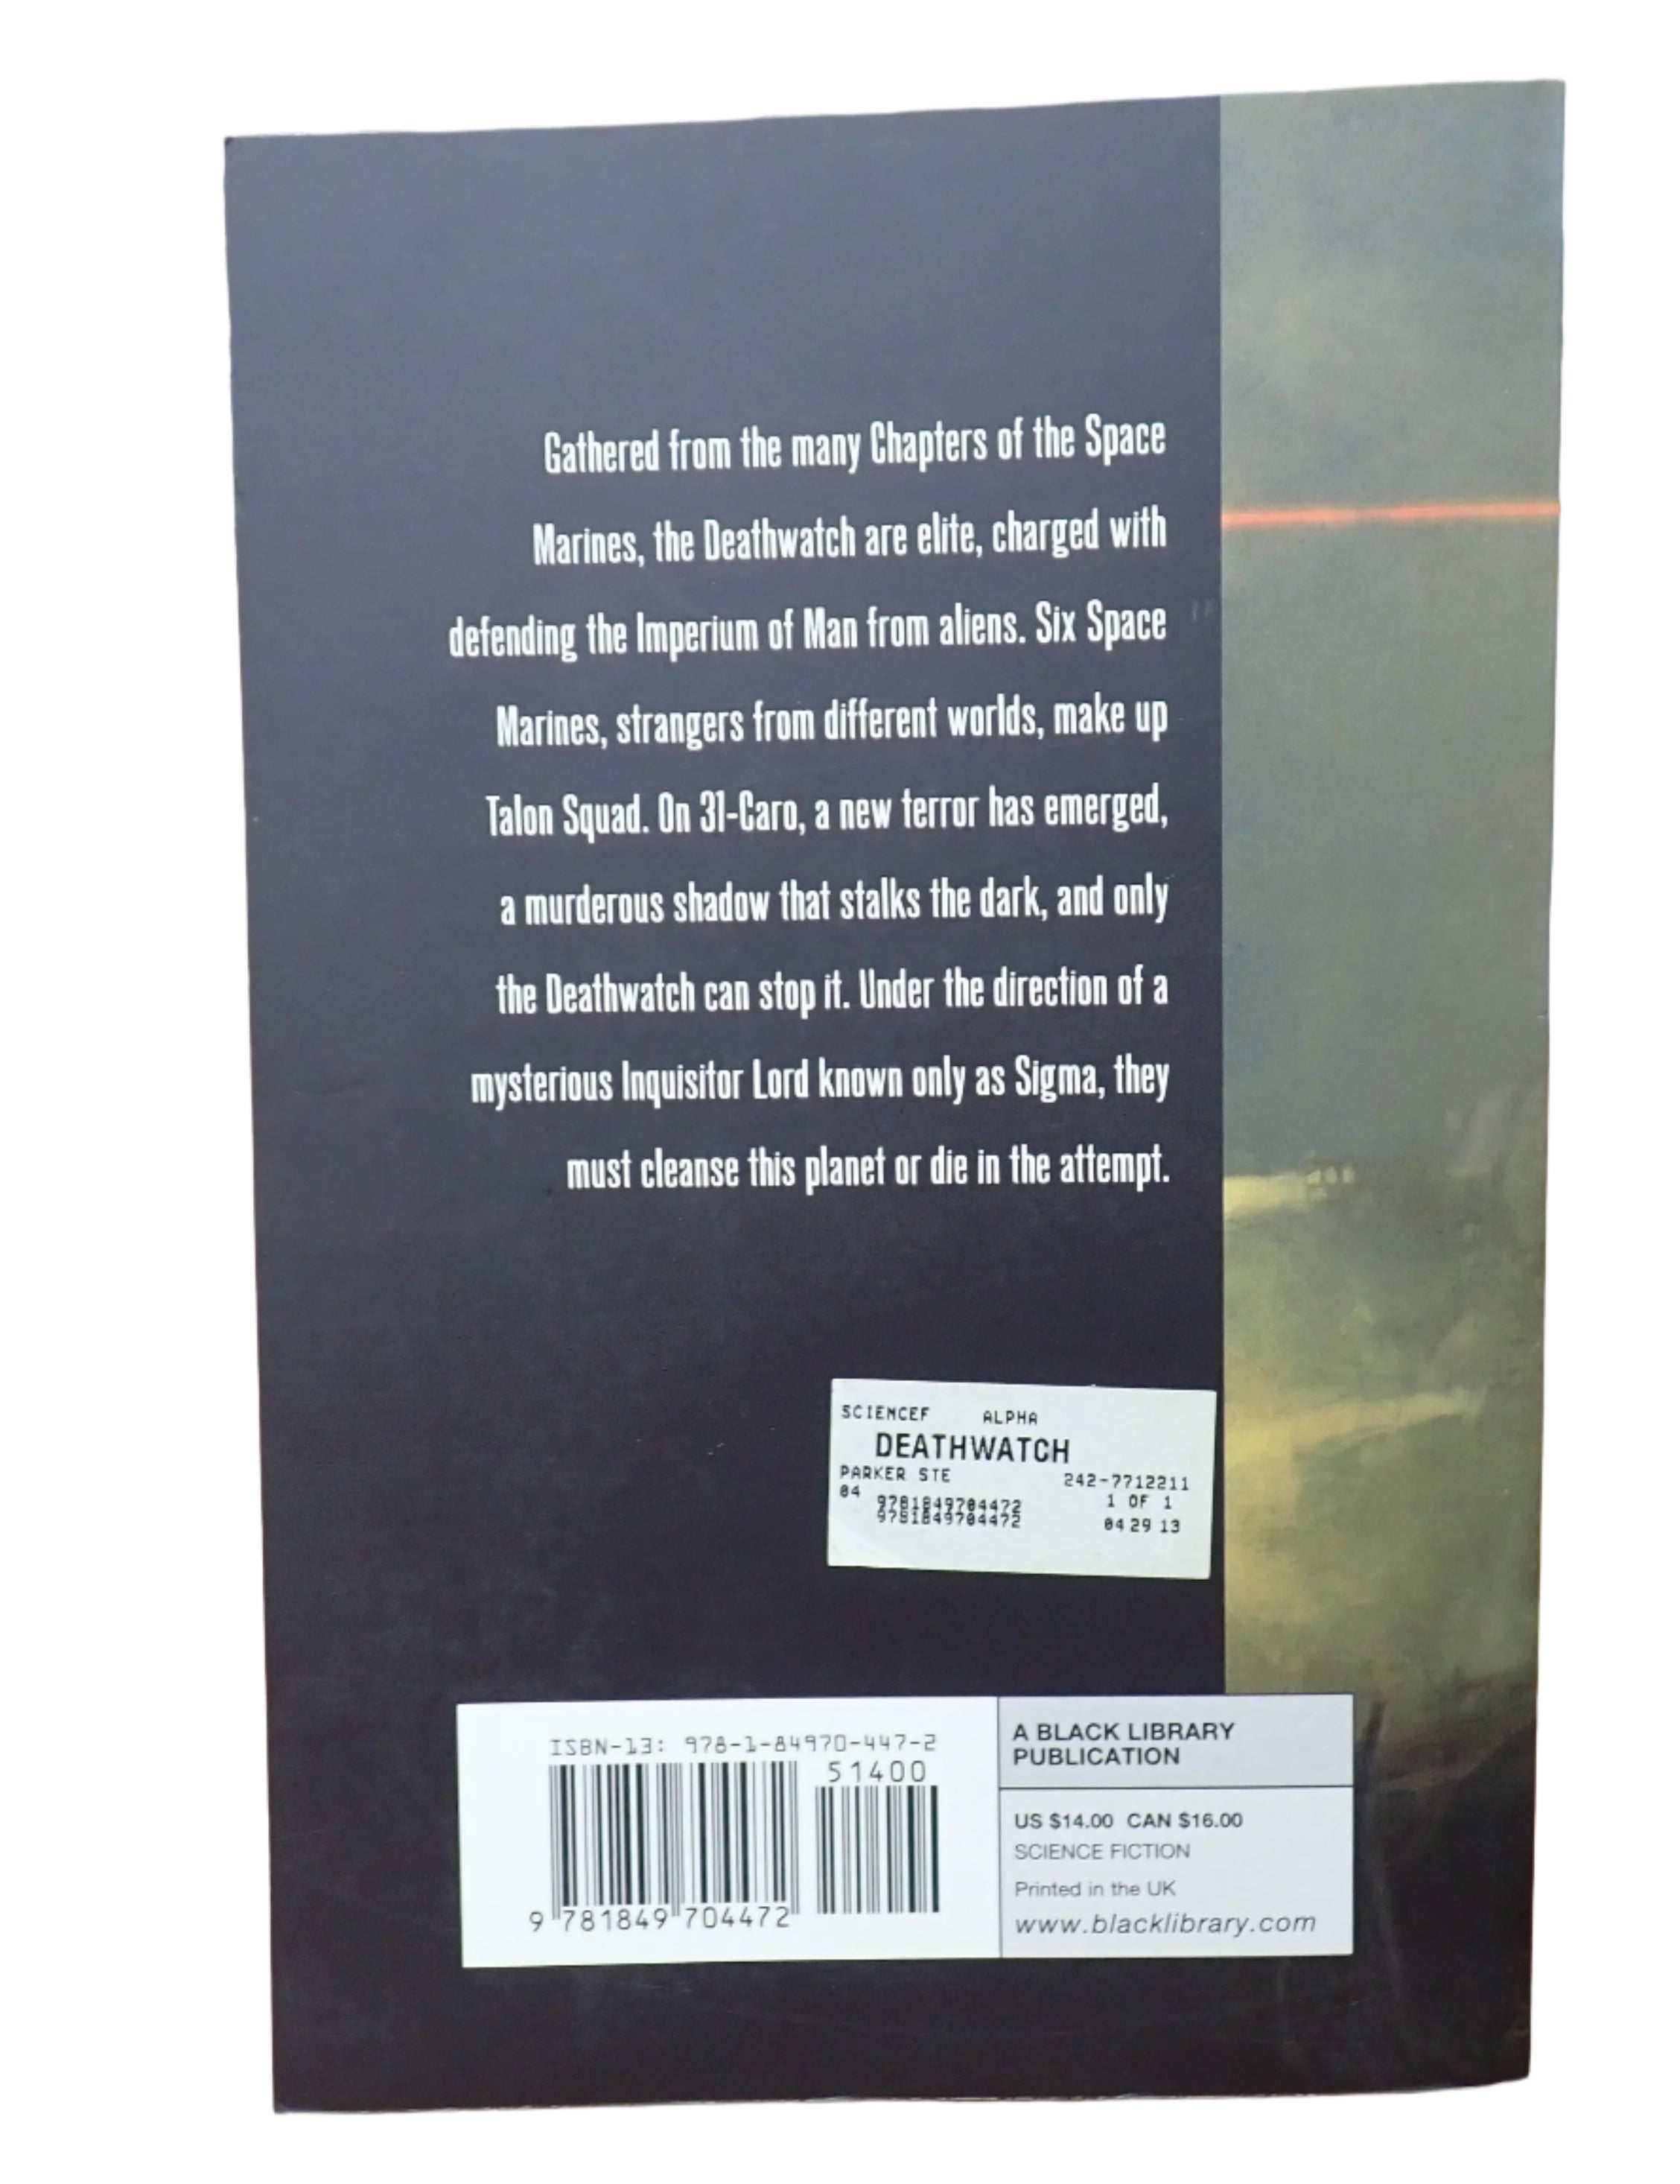 Gathered from the many Chapters of the Space
Marines, the Deathwatch are elite, charged with
defending the Imperium of Man from aliens. Six Space
Marines, strangers from different worlds, make up
Talon Squad. On 31-Caro, a new terror has emerged,
a murderous shadow that stalks the dark, and only
the Deathwatch can stop it. Under the direction of a
mysterious Inquisitor Lord known only as Sigma, they
must cleanse this planet or die in the attempt.
SCIENCEF ALPHA
DEATHWATCH
PARKER STE 242-7712211
04 9781849704472 1 OF 1
9781849704472 04 29 13
ISBN-13: 978-1-84970-447-2
51400
9 781849 704472
A BLACK LIBRARY
PUBLICATION
US $14.00 CAN $16.00
SCIENCE FICTION
Printed in the UK
www.blacklibrary.com